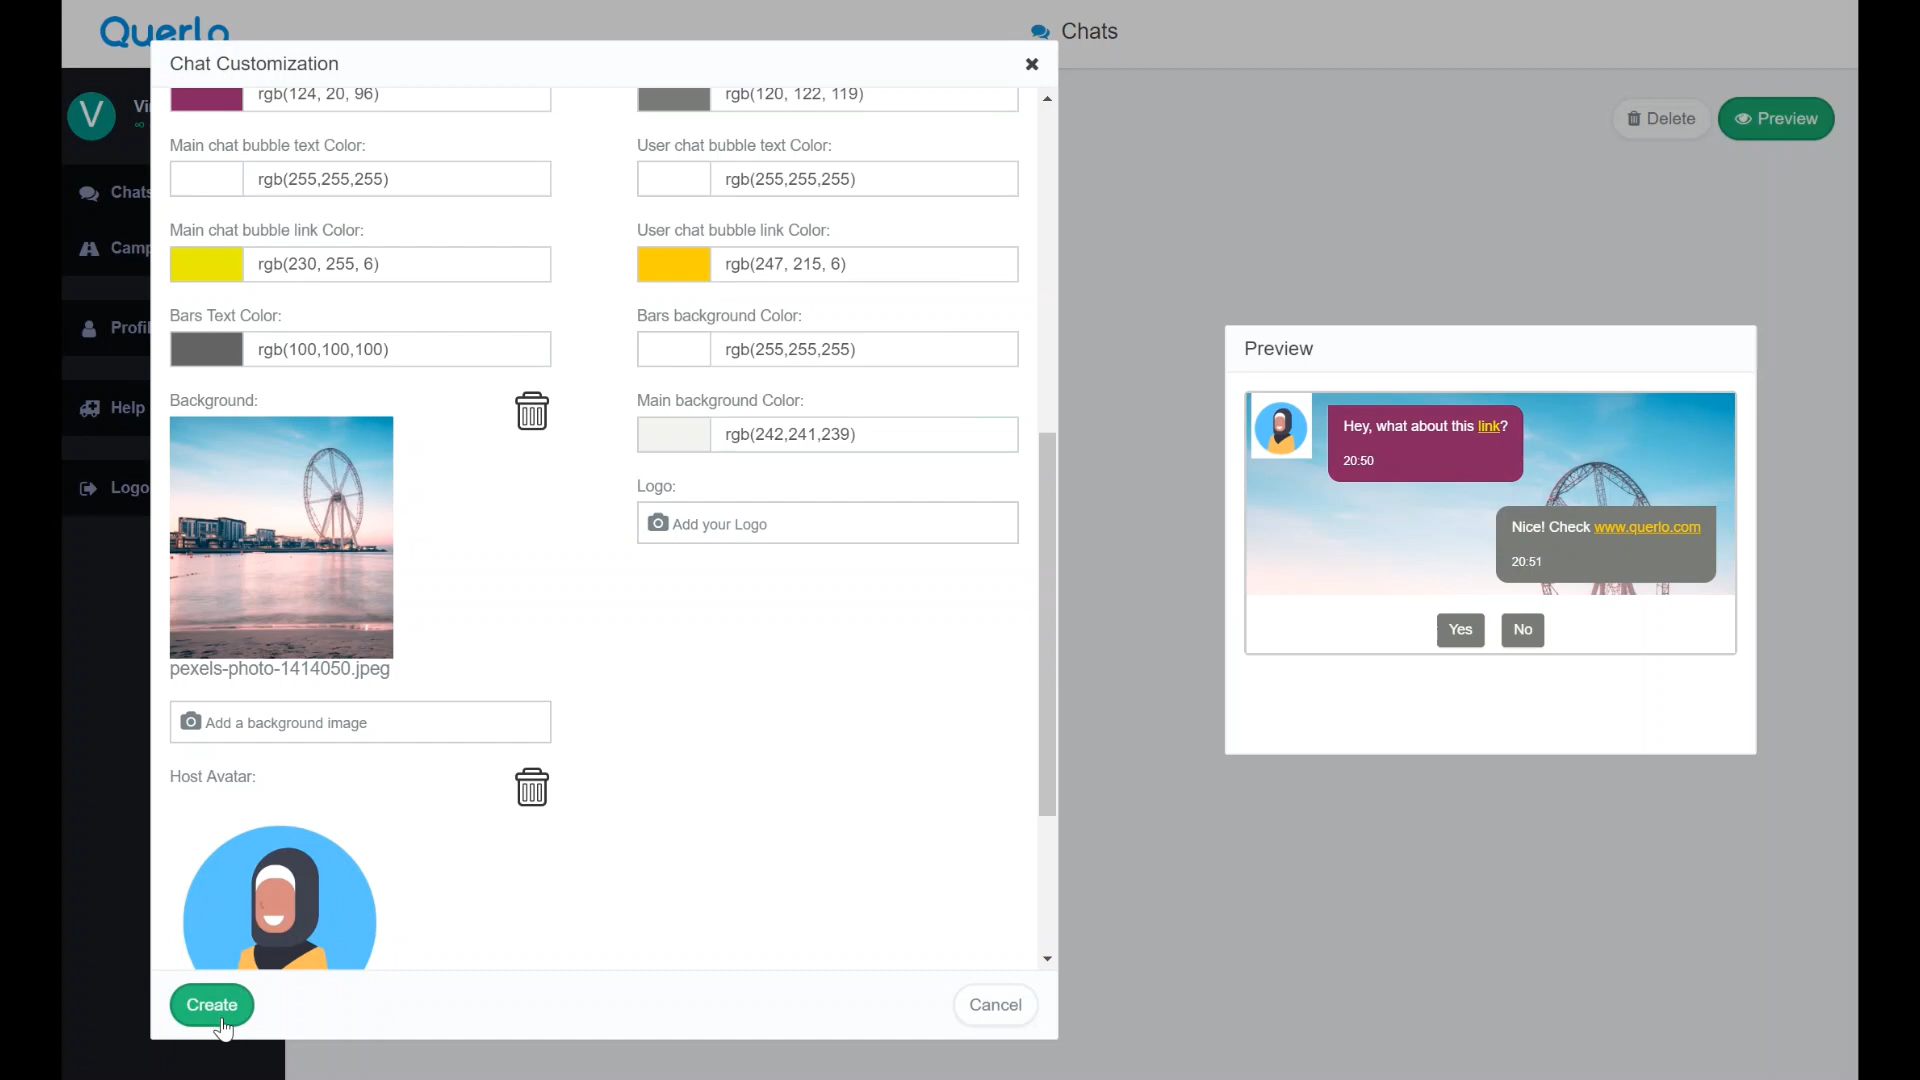 Querlo
Chats
Chat Customization
V
Delete
Preview
rgb(124, 20, 96)
rgb(120, 122, 119)
Main chat bubble text Color:
User chat bubble text Color:
Chats
rgb(255,255,255)
rgb(255,255,255)
Main chat bubble link Color:
User chat bubble link Color:
rgb(230, 255, 6)
rgb(247, 215, 6)
Bars Text Color:
Bars background Color:
rgb(100,100,100)
rgb(255,255,255)
Background:
Main background Color:
Help
rgb(242,241,239)
Logo:
Add your Logo
pexels-photo-1414050.jpeg
Add a background image
Host Avatar:
Create
Cancel
Preview
Hey, what about this link?
20:50
Nice! Check www.querlo.com
20:51
Yes
No